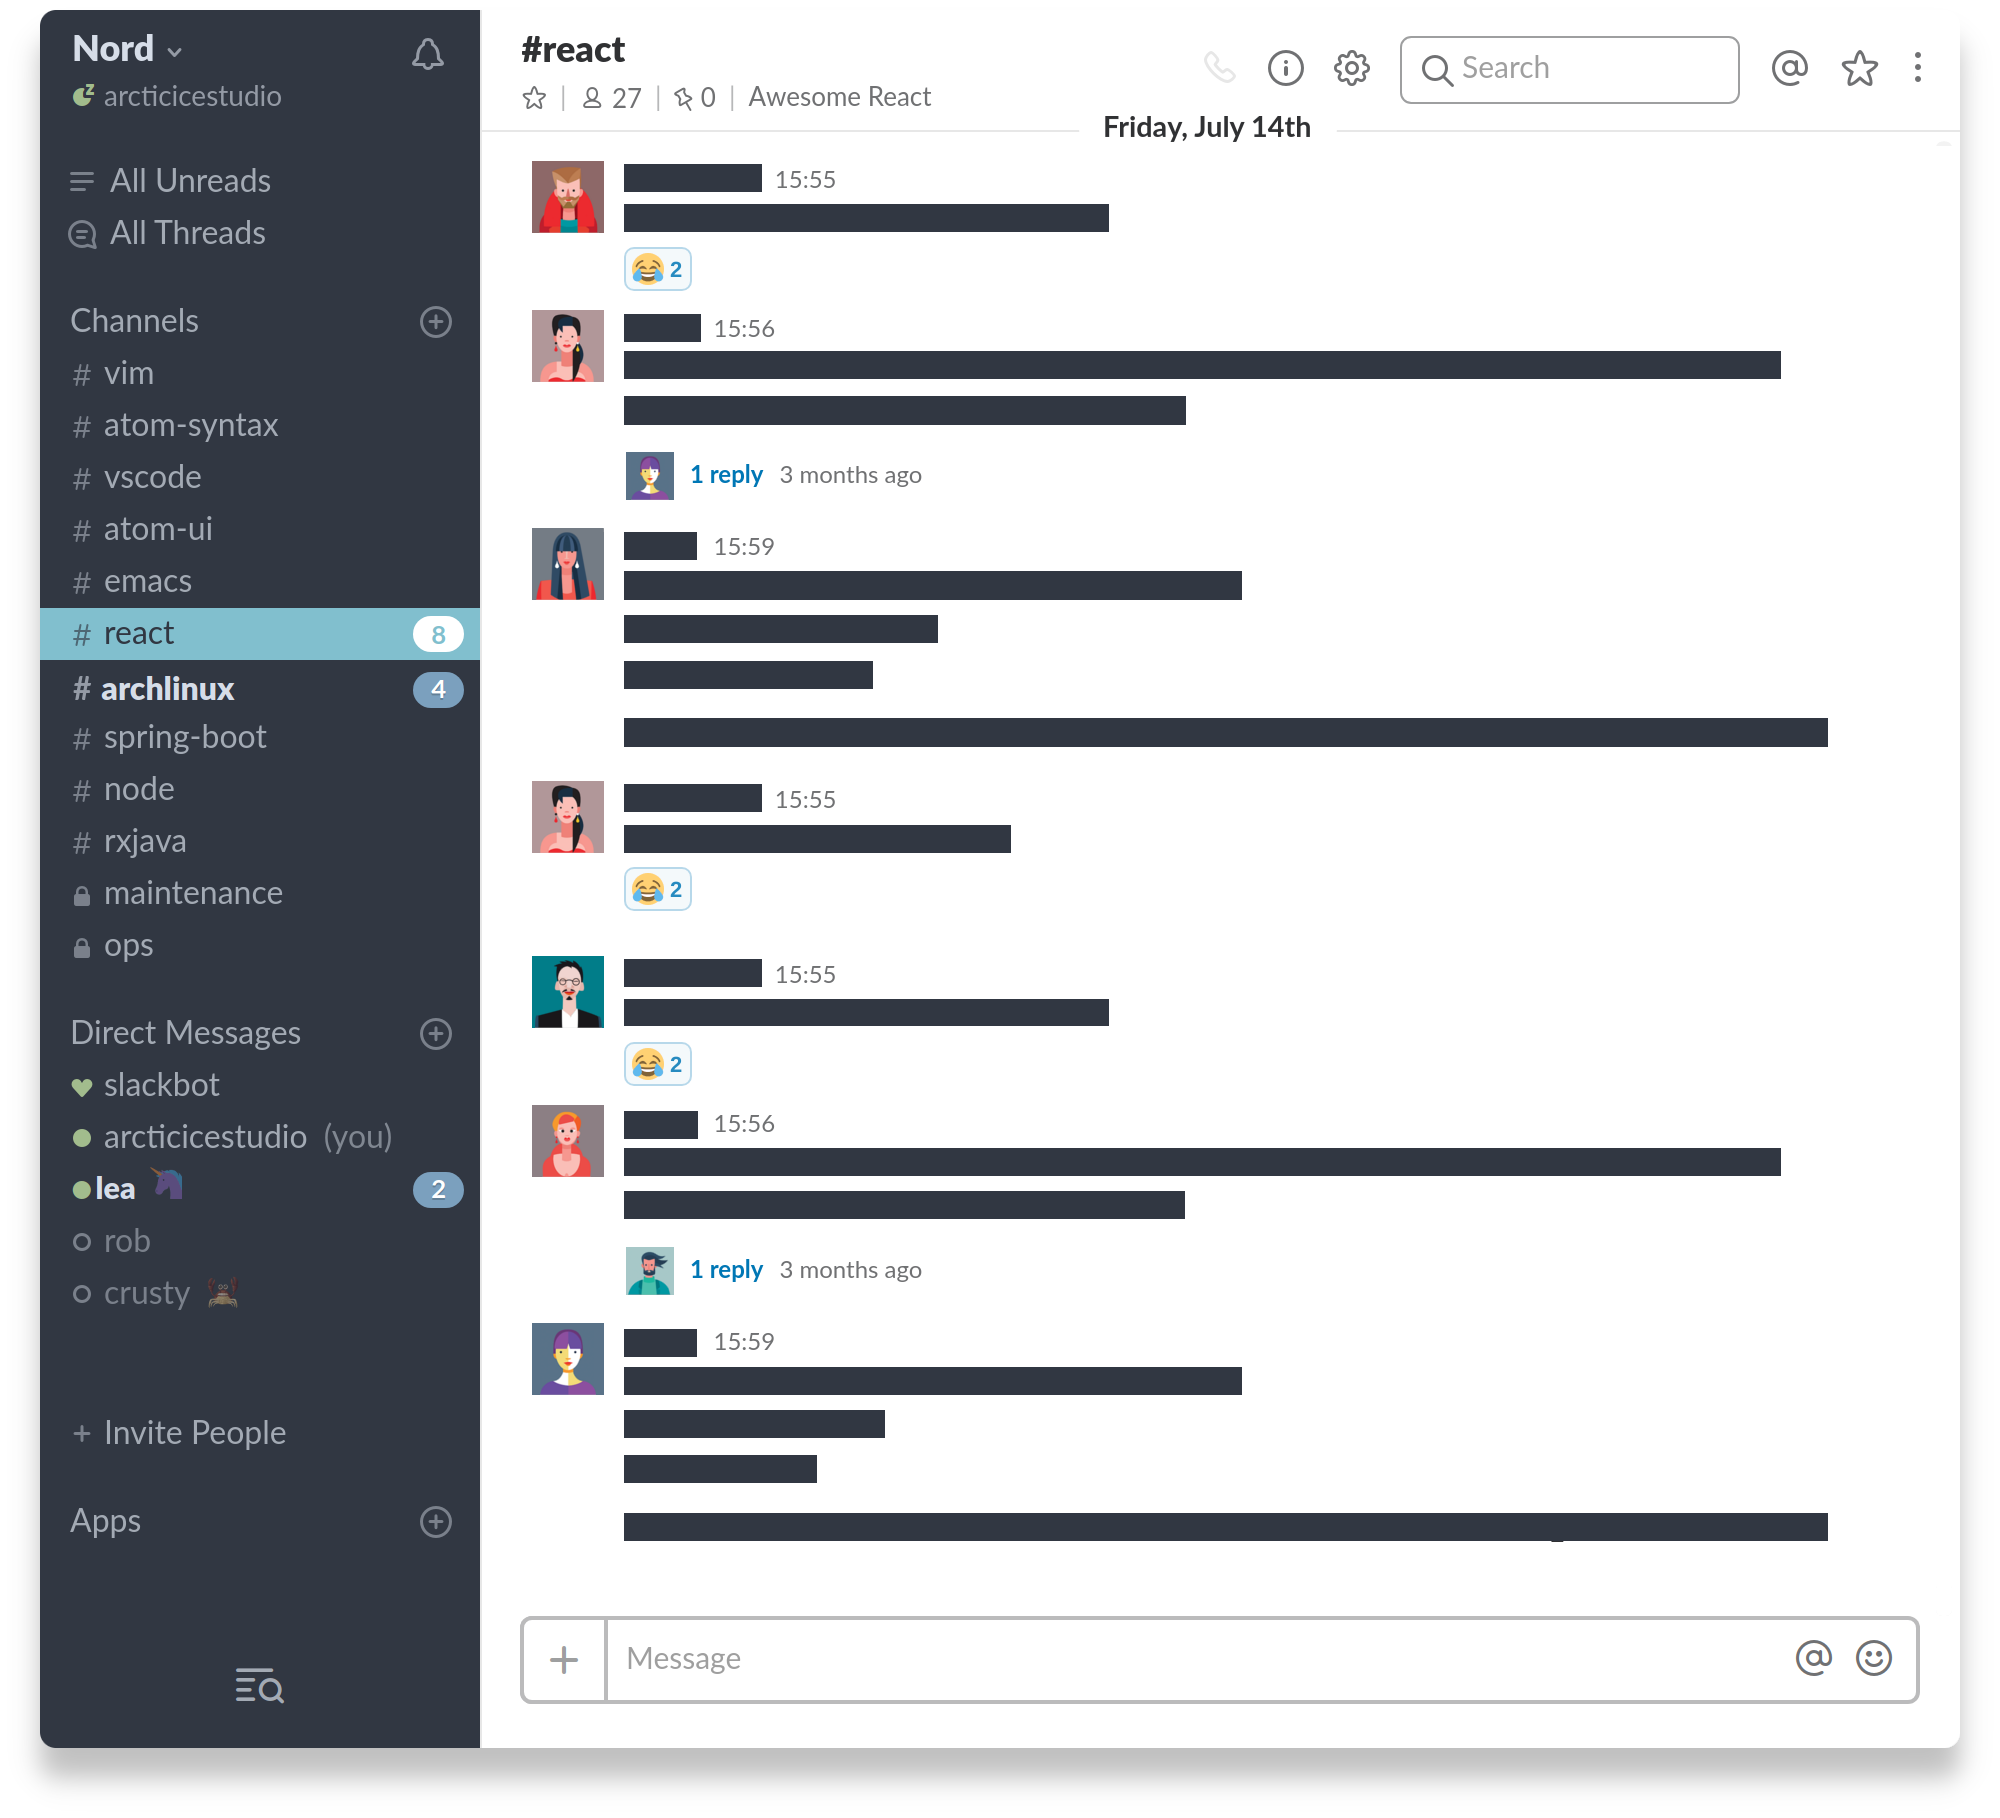 Nord
arcticicestudio
All Unreads
All Threads
Channels
# vim
# atom-syntax
# vscode
# atom-ui
# emacs
# react 8
# archlinux 4
# spring-boot
# node
# rxjava
maintenance
ops
Direct Messages
slackbot
arcticicestudio (you)
lea 2
rob
crusty
+ Invite People
Apps
#react
27 | 0 | Awesome React
Search
Friday, July 14th
15:55
2
15:56
1 reply 3 months ago
15:59
15:55
2
15:55
2
15:56
1 reply 3 months ago
15:59
Message